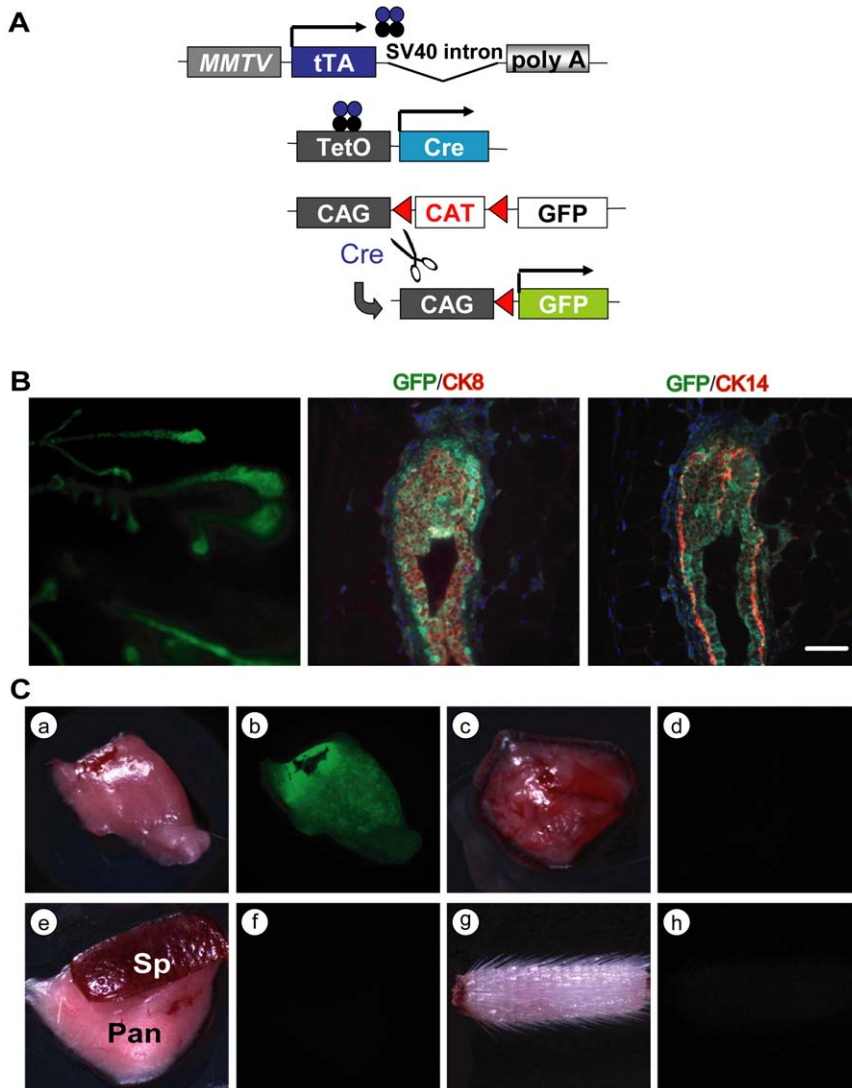 A
MMTV tTA SV40 intron poly A
TetO Cre
CAG CAT GFP
Cre
CAG GFP
B
GFP/CK8 GFP/CK14
C
a b c d
e f g h
Sp
Pan